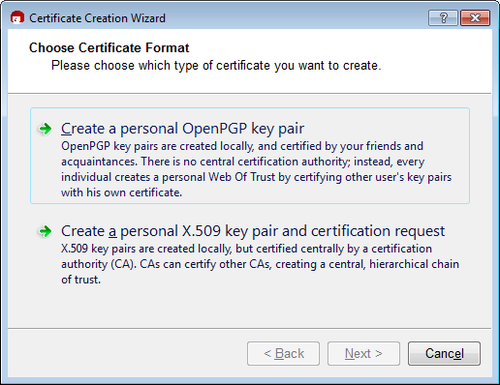 Certificate Creation Wizard
?
Choose Certificate Format
Please choose which type of certificate you want to create.
Create a personal OpenPGP key pair
OpenPGP key pairs are created locally, and certified by your friends and
acquaintances. There is no central certification authority; instead, every
individual creates a personal Web Of Trust by certifying other user's key pairs
with his own certificate.
Create a personal X.509 key pair and certification request
X.509 key pairs are created locally, but certified centrally by a certification
authority (CA). CAs can certify other CAs, creating a central, hierarchical chain
of trust.
< Back Next > Cancel